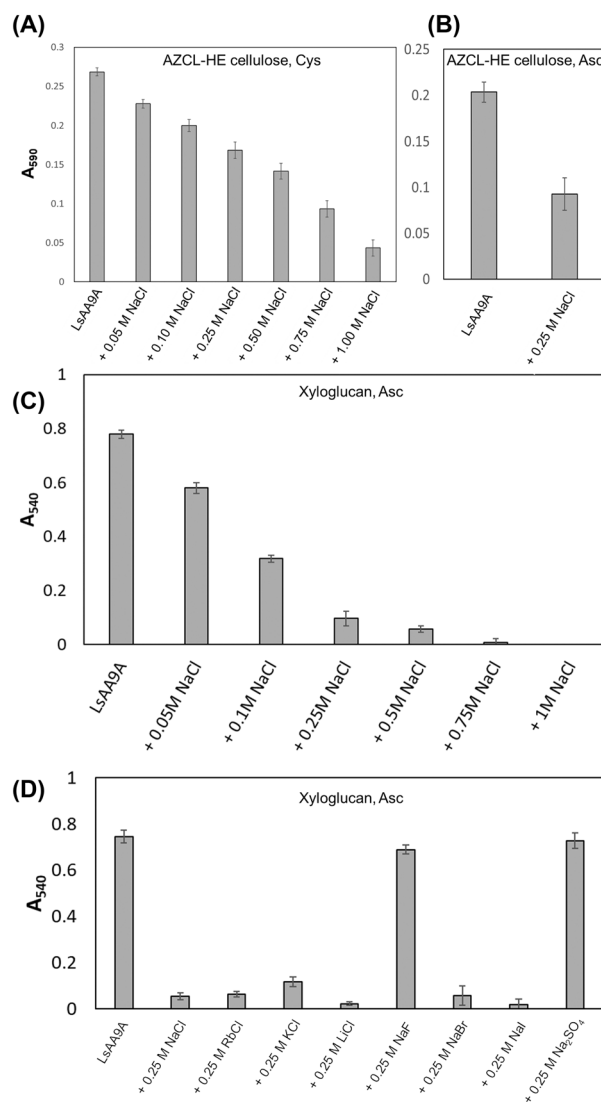 (A)
AZCL-HE cellulose, Cys
0.3
0.25
0.2
0.15
0.1
0.05
0
A590
LsAA9A
+ 0.05 M NaCl
+ 0.10 M NaCl
+ 0.25 M NaCl
+ 0.50 M NaCl
+ 0.75 M NaCl
+ 1.00 M NaCl
(B)
AZCL-HE cellulose, Asc
0.25
0.2
0.15
0.1
0.05
0
LsAA9A
+ 0.25 M NaCl
(C)
Xyloglucan, Asc
1
0.8
0.6
0.4
0.2
0
A540
LsAA9A
+ 0.05M NaCl
+ 0.1M NaCl
+ 0.25M NaCl
+ 0.5M NaCl
+ 0.75M NaCl
+ 1M NaCl
(D)
Xyloglucan, Asc
1
0.8
0.6
0.4
0.2
0
A540
LsAA9A
+ 0.25 M NaCl
+ 0.25 M RbCl
+ 0.25 M KCl
+ 0.25 M LiCl
+ 0.25 M NaF
+ 0.25 M NaBr
+ 0.25 M NaI
+ 0.25 M Na2SO4